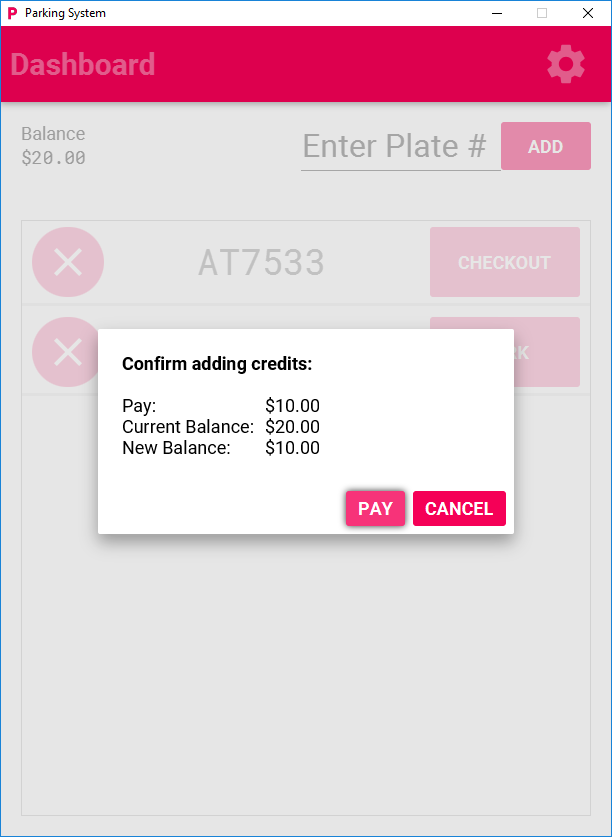 Parking System
Dashboard
Balance
$20.00
Enter Plate #
ADD
AT7533
CHECKOUT
Confirm adding credits:
Pay: $10.00
Current Balance: $20.00
New Balance: $10.00
PAY CANCEL